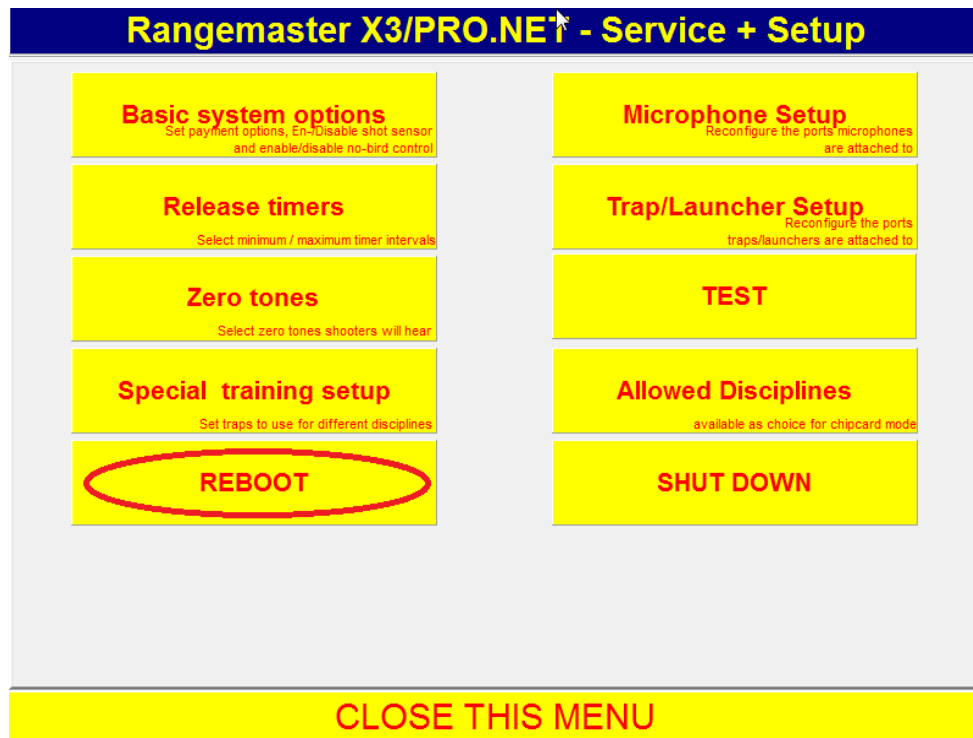 Rangemaster X3/PRO.NET - Service + Setup
Basic system options
Set payment options, En-/Disable shot sensor
and enable/disable no-bird control
Microphone Setup
Reconfigure the ports microphones
are attached to
Release timers
Select minimum / maximum timer intervals
Trap/Launcher Setup
Reconfigure the ports
traps/launchers are attached to
Zero tones
Select zero tones shooters will hear
TEST
Special training setup
Set traps to use for different disciplines
Allowed Disciplines
available as choice for chipcard mode
REBOOT
SHUT DOWN
CLOSE THIS MENU